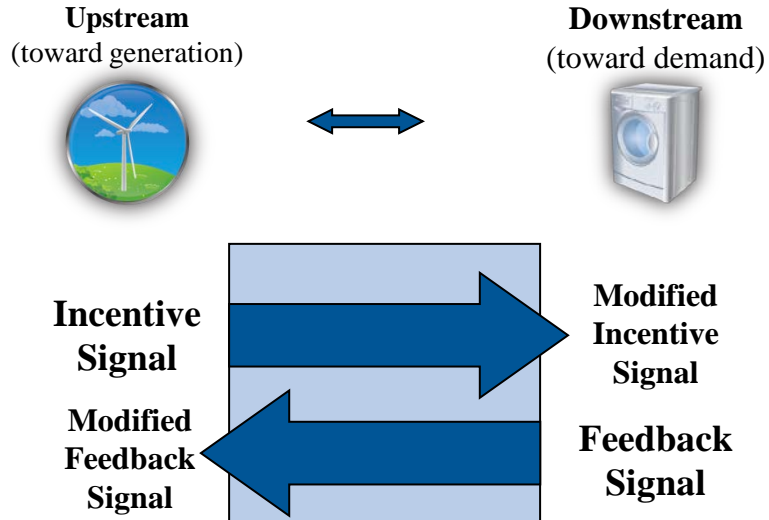 Upstream
(toward generation)
Downstream
(toward demand)
Incentive
Signal
Modified
Incentive
Signal
Modified
Feedback
Signal
Feedback
Signal